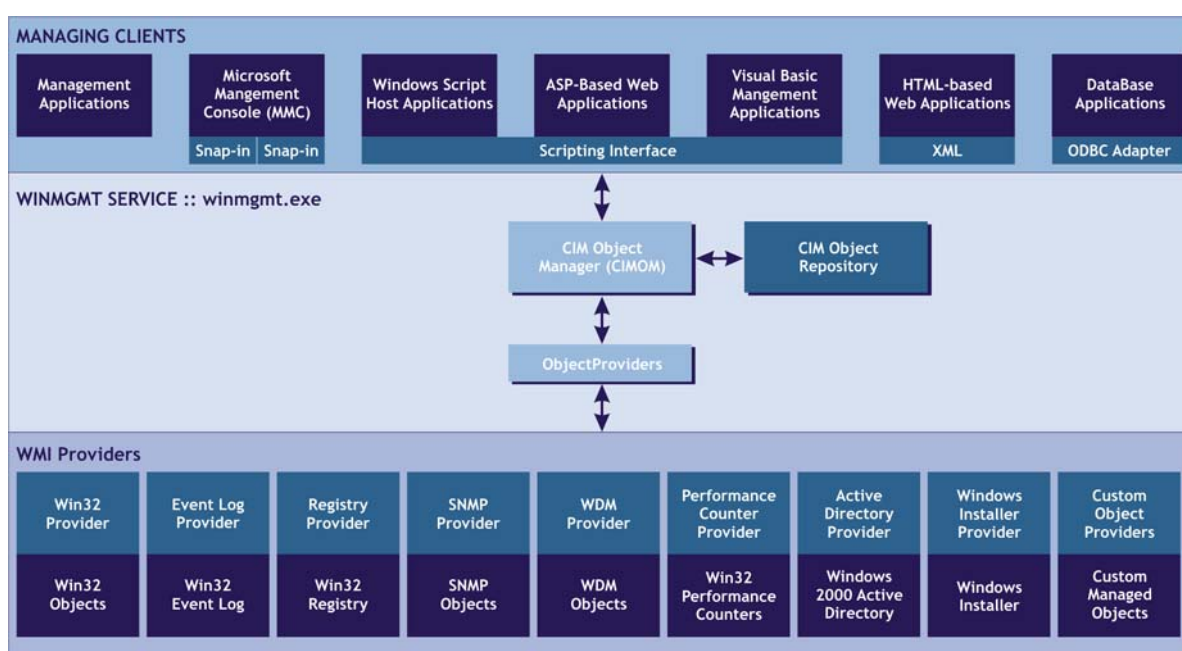 MANAGING CLIENTS
Management
Applications
Microsoft
Mangement
Console (MMC)
Snap-in
Snap-in
Windows Script
Host Applications
ASP-Based Web
Applications
Visual Basic
Mangement
Applications
Scripting Interface
HTML-based
Web Applications
XML
DataBase
Applications
ODBC Adapter
WINMGMT SERVICE :: winmgmt.exe
CIM Object
Manager (CIMOM)
CIM Object
Repository
ObjectProviders
WMI Providers
Win32
Provider
Event Log
Provider
Registry
Provider
SNMP
Provider
WDM
Provider
Performance
Counter
Provider
Active
Directory
Provider
Windows
Installer
Provider
Custom
Object
Providers
Win32
Objects
Win32
Event Log
Win32
Registry
SNMP
Objects
WDM
Objects
Win32
Performance
Counters
Windows
2000 Active
Directory
Windows
Installer
Custom
Managed
Objects